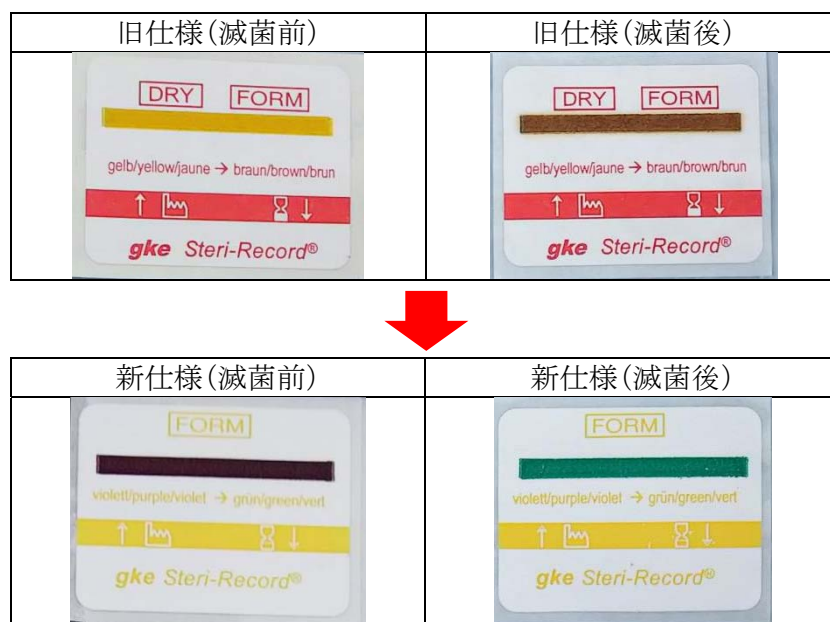 旧仕様(滅菌前)
旧仕様(滅菌後)
DRY FORM
gelb/yellow/jaune → braun/brown/brun
gke Steri-Record®
DRY FORM
gelb/yellow/jaune → braun/brown/brun
gke Steri-Record®
新仕様(滅菌前)
新仕様(滅菌後)
FORM
violett/purple/violet → grün/green/vert
gke Steri-Record®
FORM
violett/purple/violet → grün/green/vert
gke Steri-Record®